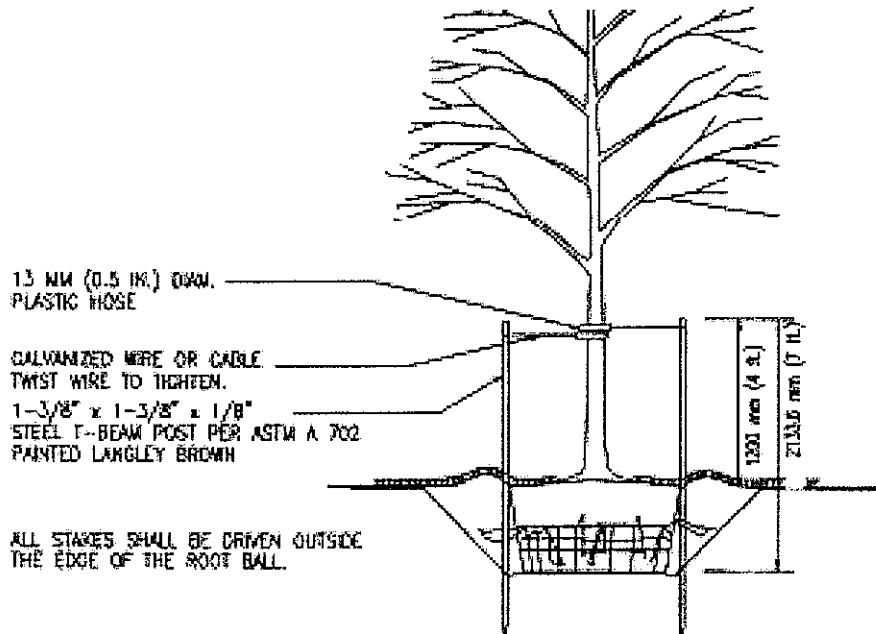 13 MM (0.5 IN.) DIAM.
PLASTIC HOSE
GALVANIZED WIRE OR CABLE
TWIST WIRE TO TIGHTEN.
1-3/8" x 1-3/8" x 1/8"
STEEL T-BEAM POST PER ASTM A 702
PAINTED LANGLEY BROWN
ALL STAKES SHALL BE DRIVEN OUTSIDE
THE EDGE OF THE ROOT BALL.
mm (4 ft.)
2133.6 mm (7 ft.)